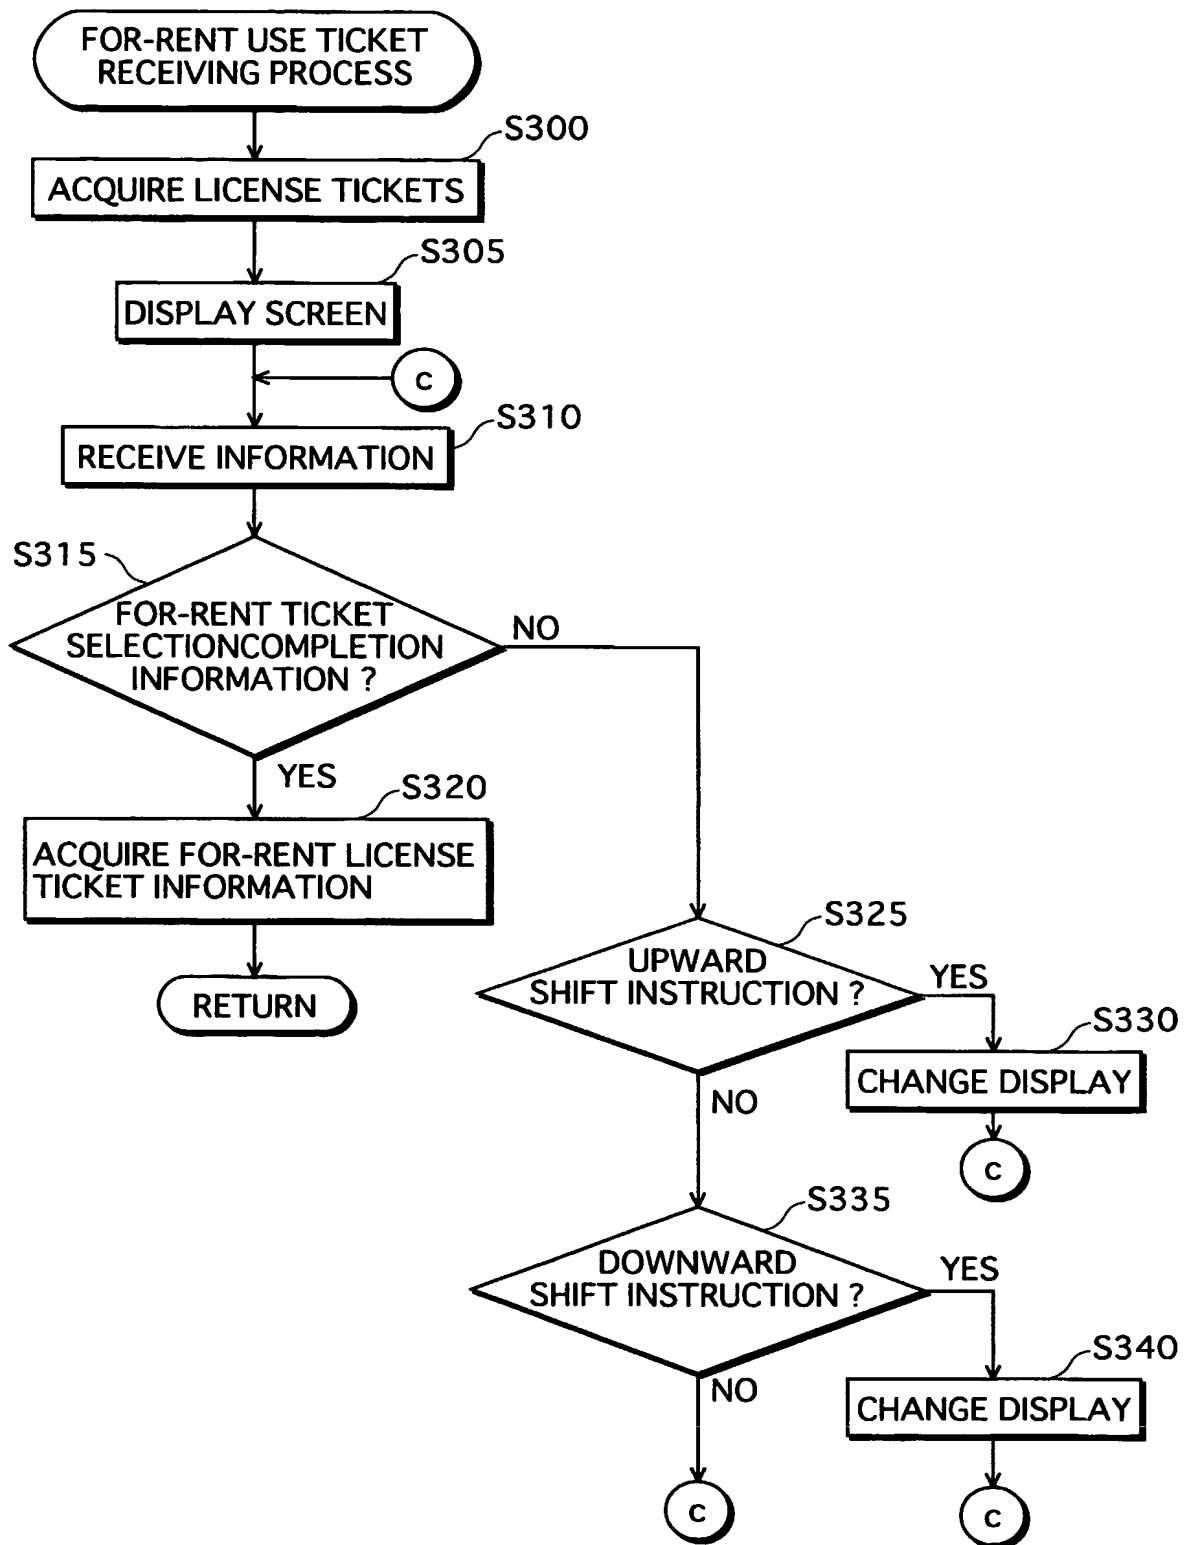 FOR-RENT USE TICKET
RECEIVING PROCESS
S300
ACQUIRE LICENSE TICKETS
S305
DISPLAY SCREEN
C
S310
RECEIVE INFORMATION
S315
FOR-RENT TICKET
SELECTIONCOMPLETION
INFORMATION ?
NO
YES
S320
ACQUIRE FOR-RENT LICENSE
TICKET INFORMATION
RETURN
S325
UPWARD
SHIFT INSTRUCTION ?
YES
S330
CHANGE DISPLAY
C
NO
S335
DOWNWARD
SHIFT INSTRUCTION ?
YES
S340
CHANGE DISPLAY
NO
C
C